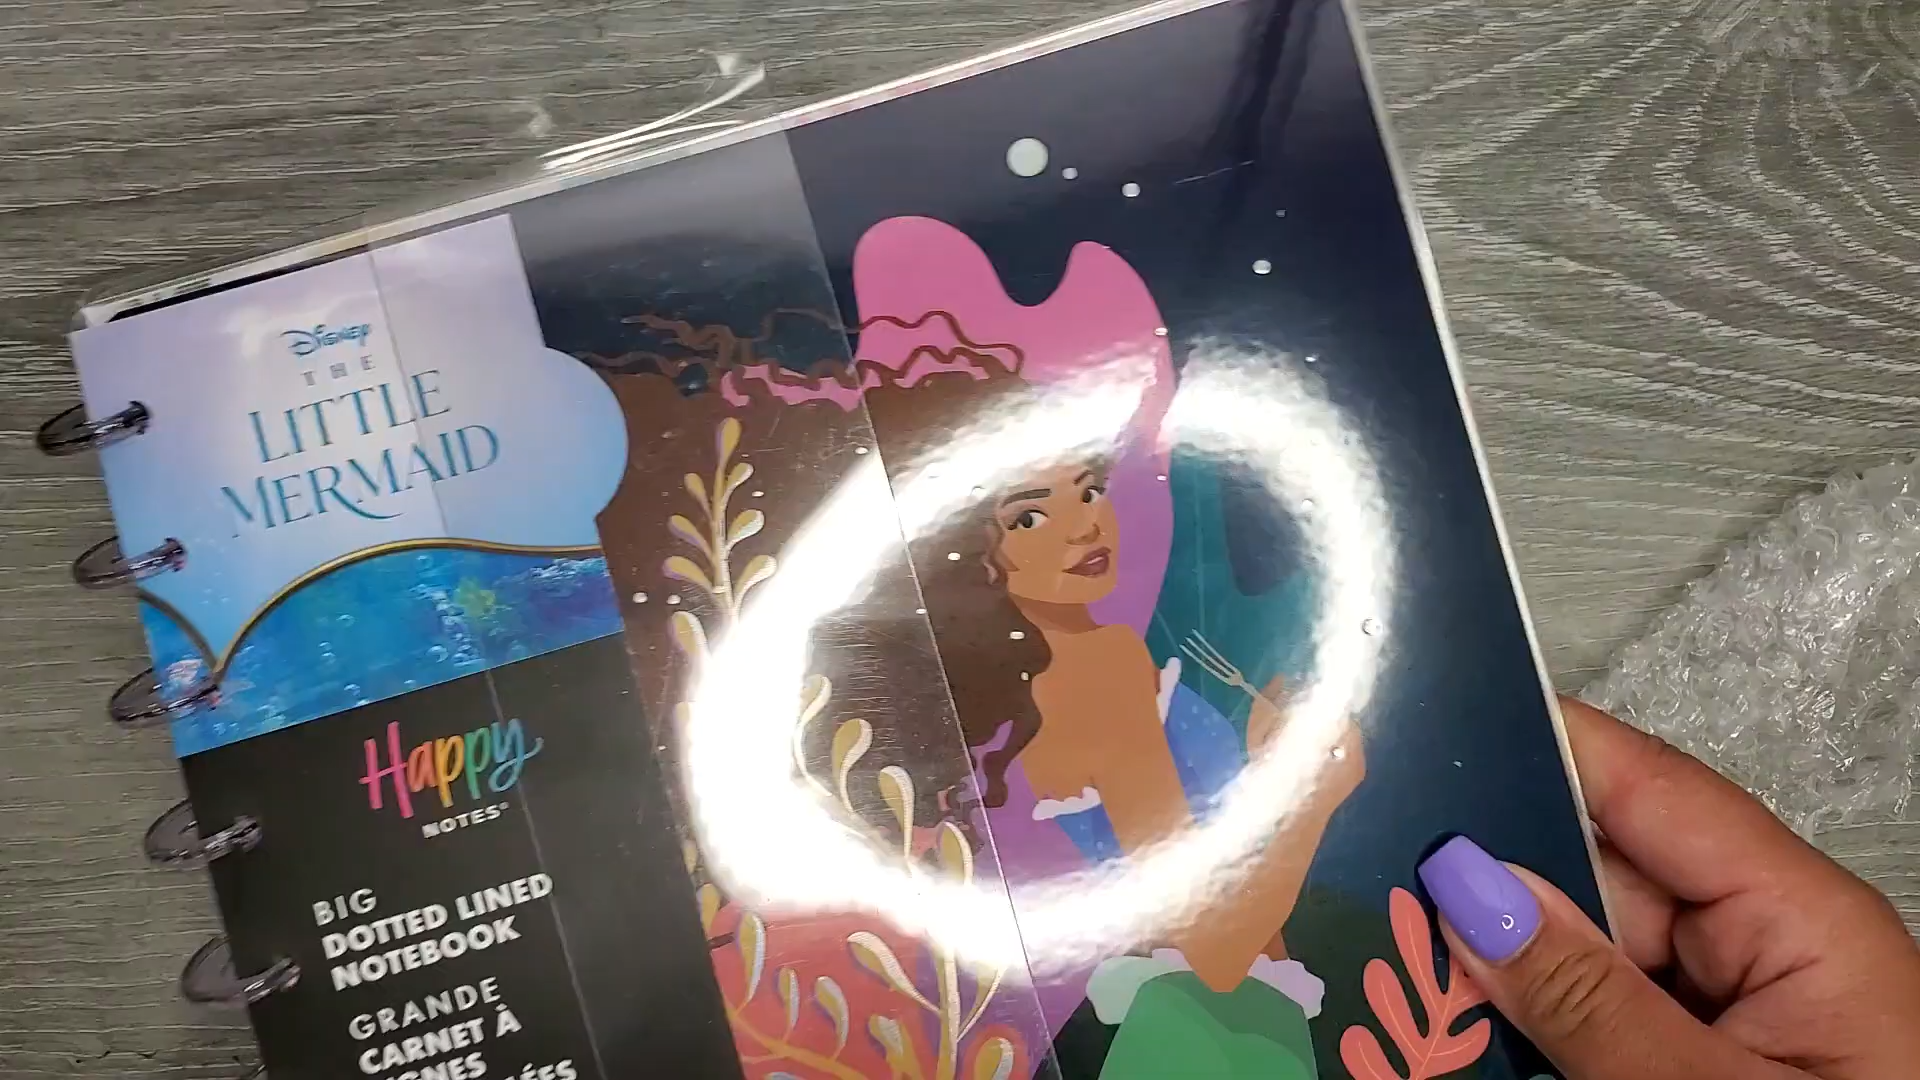 Disney
THE
LITTLE
MERMAID
Happy
NOTES®
BIG
DOTTED LINED
NOTEBOOK
GRANDE
CARNET À